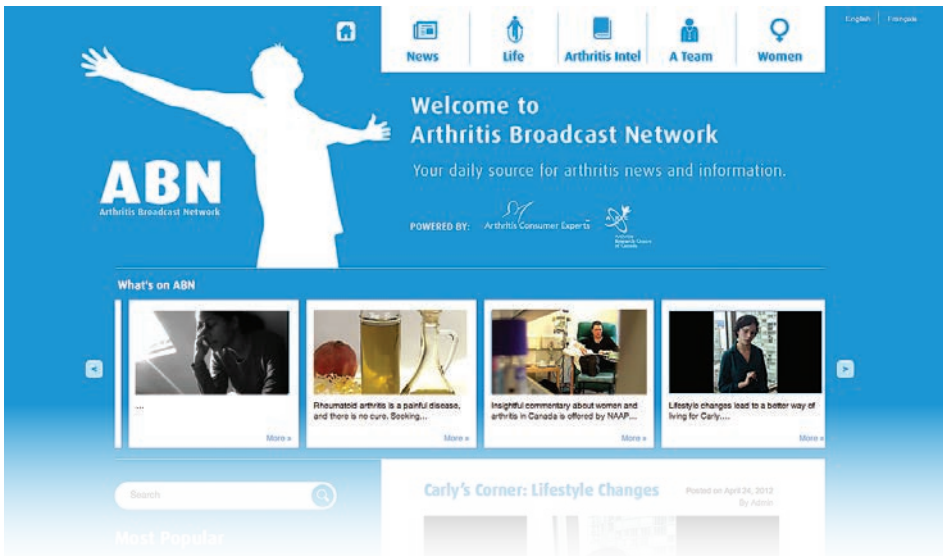 English Français
News Life Arthritis Intel A Team Women
Welcome to
Arthritis Broadcast Network
Your daily source for arthritis news and information.
ABN
Arthritis Broadcast Network
POWERED BY: Arthritis Consumer Experts
Research Centre
of Canada
What's on ABN
...
More »
Rheumatoid arthritis is a painful disease,
and there is no cure. Seeking...
More »
Insightful commentary about women and
arthritis in Canada is offered by NAAP...
More »
Lifestyle changes lead to a better way of
living for Carly....
More »
Search
Most Popular
Carly's Corner: Lifestyle Changes
Posted on April 24, 2012
By Admin